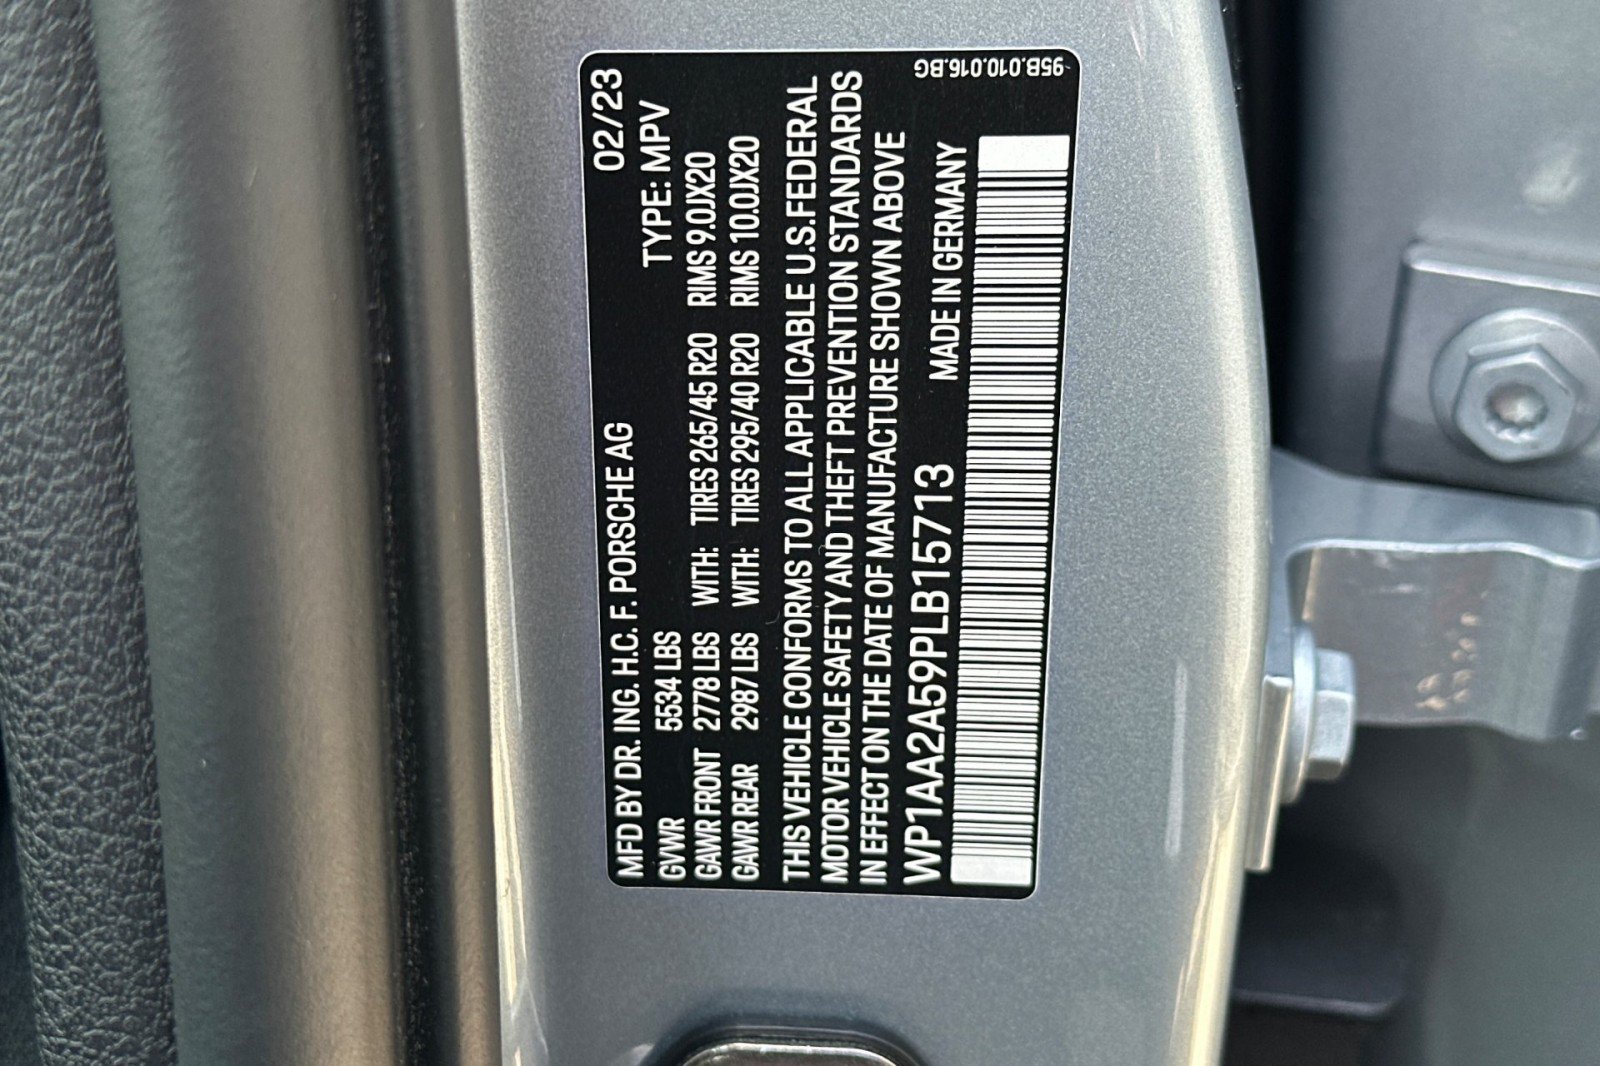 MFD BY DR. ING. H.C. F. PORSCHE AG 02/23
GVWR 5534 LBS TYPE: MPV
GAWR FRONT 2778 LBS WITH: TIRES 265/45 R20 RIMS 9.0JX20
GAWR REAR 2987 LBS WITH: TIRES 295/40 R20 RIMS 10.0JX20
THIS VEHICLE CONFORMS TO ALL APPLICABLE U.S.FEDERAL
MOTOR VEHICLE SAFETY AND THEFT PREVENTION STANDARDS
IN EFFECT ON THE DATE OF MANUFACTURE SHOWN ABOVE
WP1AA2A59PLB15713 MADE IN GERMANY
95B.010.016.BG